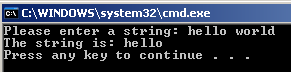 C:\WINDOWS\system32\cmd.exe
Please enter a string: hello world
The string is: hello
Press any key to continue . . .